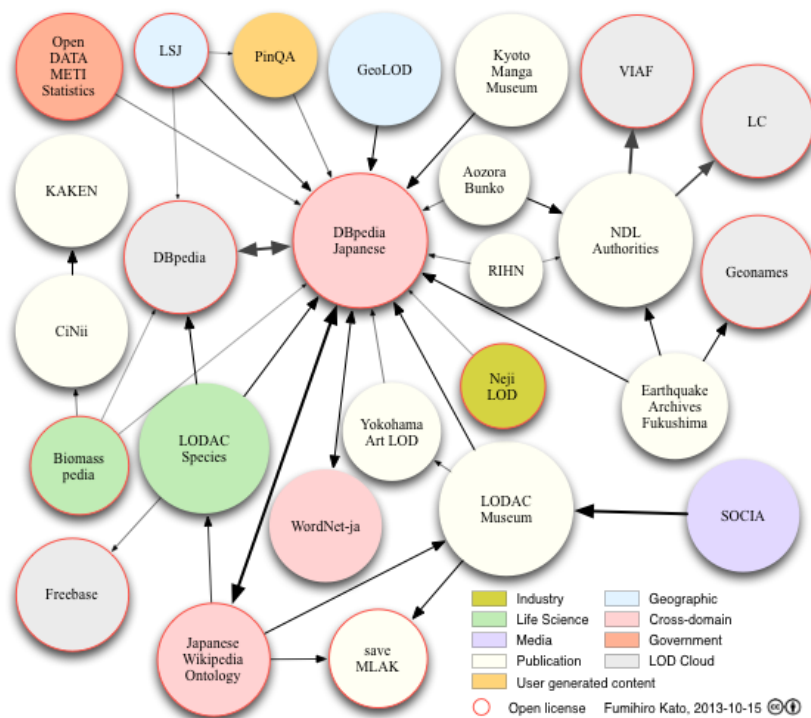 Open
DATA
METI
Statistics
LSJ
PinQA
GeoLOD
Kyoto
Manga
Museum
VIAF
LC
KAKEN
Aozora
Bunko
DBpedia
DBpedia
Japanese
RIHN
NDL
Authorities
Geonames
CiNii
Neji
LOD
Earthquake
Archives
Fukushima
Biomass
pedia
LODAC
Species
Yokohama
Art LOD
LODAC
Museum
WordNet-ja
SOCIA
Freebase
Japanese
Wikipedia
Ontology
save
MLAK
Industry
Geographic
Life Science
Cross-domain
Media
Government
Publication
LOD Cloud
User generated content
Open license
Fumihiro Kato, 2013-10-15